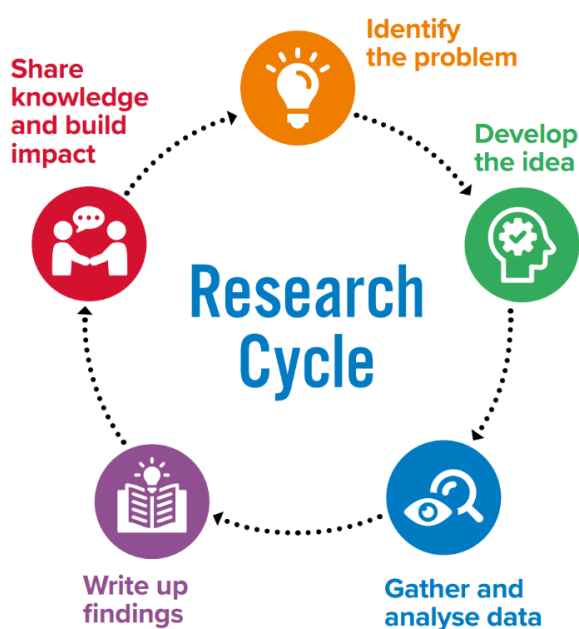 Identify
the problem
Share
knowledge
and build
impact
Develop
the idea
Research
Cycle
Write up
findings
Gather and
analyse data